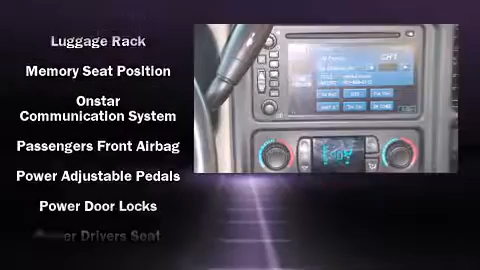 Luggage Rack
Memory Seat Position
Onstar
Communication System
Passengers Front Airbag
Power Adjustable Pedals
Power Door Locks
Drivers Seat